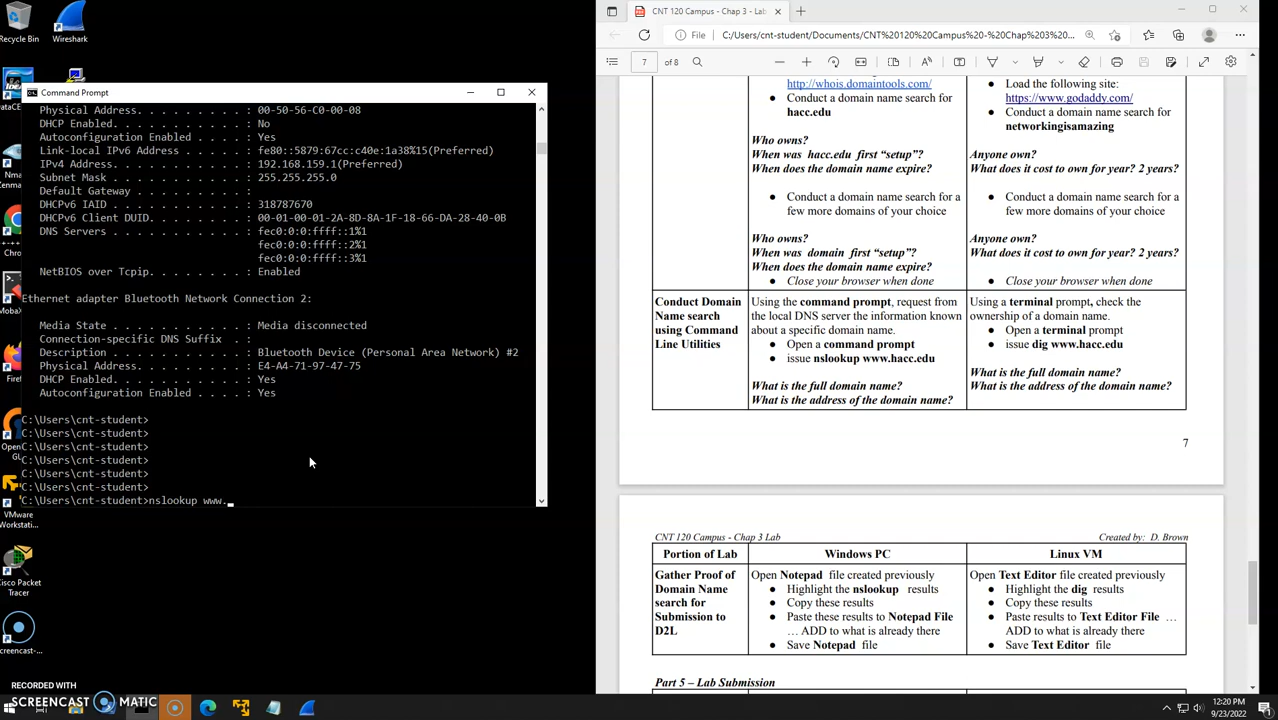 Recycle Bin
Wireshark
DataCE
Nma
Zenma
Chro
MobaX
Firef
OpenG
GU
VMware
Workstati...
Cisco Packet
Tracer
Screencast-...
RECORDED WITH
SCREENCAST MATIC
Command Prompt
Physical Address. . . . . . . . . : 00-50-56-C0-00-08
DHCP Enabled. . . . . . . . . . . : No
Autoconfiguration Enabled . . . . : Yes
Link-local IPv6 Address . . . . . : fe80::5879:67cc:c40e:1a38%15(Preferred)
IPv4 Address. . . . . . . . . . . : 192.168.159.1(Preferred)
Subnet Mask . . . . . . . . . . . : 255.255.255.0
Default Gateway . . . . . . . . . :
DHCPv6 IAID . . . . . . . . . . . : 318787670
DHCPv6 Client DUID. . . . . . . . : 00-01-00-01-2A-8D-8A-1F-18-66-DA-28-40-0B
DNS Servers . . . . . . . . . . . : fec0:0:0:ffff::1%1
fec0:0:0:ffff::2%1
fec0:0:0:ffff::3%1
NetBIOS over Tcpip. . . . . . . . : Enabled
Ethernet adapter Bluetooth Network Connection 2:
Media State . . . . . . . . . . . : Media disconnected
Connection-specific DNS Suffix . :
Description . . . . . . . . . . . : Bluetooth Device (Personal Area Network) #2
Physical Address. . . . . . . . . : E4-A4-71-97-47-75
DHCP Enabled. . . . . . . . . . . : Yes
Autoconfiguration Enabled . . . . : Yes
C:\Users\cnt-student>
C:\Users\cnt-student>
C:\Users\cnt-student>
C:\Users\cnt-student>
C:\Users\cnt-student>
C:\Users\cnt-student>
C:\Users\cnt-student>nslookup www._
CNT 120 Campus - Chap 3 - Lab
File C:/Users/cnt-student/Documents/CNT%20120%20Campus%20-%20Chap%203%...
7 of 8
http://whois.domaintools.com/
● Conduct a domain name search for
hacc.edu
Who owns?
When was hacc.edu first “setup”?
When does the domain name expire?
● Conduct a domain name search for a
few more domains of your choice
Who owns?
When was domain first “setup”?
When does the domain name expire?
● Close your browser when done
● Load the following site:
https://www.godaddy.com/
● Conduct a domain name search for
networkingisamazing
Anyone own?
What does it cost to own for year? 2 years?
● Conduct a domain name search for a
few more domains of your choice
Anyone own?
What does it cost to own for year? 2 years?
● Close your browser when done
Conduct Domain
Name search
using Command
Line Utilities
Using the command prompt, request from
the local DNS server the information known
about a specific domain name.
● Open a command prompt
● issue nslookup www.hacc.edu
What is the full domain name?
What is the address of the domain name?
Using a terminal prompt, check the
ownership of a domain name.
● Open a terminal prompt
● issue dig www.hacc.edu
What is the full domain name?
What is the address of the domain name?
7
CNT 120 Campus - Chap 3 Lab
Created by: D. Brown
Portion of Lab Windows PC Linux VM
Gather Proof of
Domain Name
search for
Submission to
D2L
Open Notepad file created previously
● Highlight the nslookup results
● Copy these results
● Paste these results to Notepad File
… ADD to what is already there
● Save Notepad file
Open Text Editor file created previously
● Highlight the dig results
● Copy these results
● Paste results to Text Editor File …
ADD to what is already there
● Save Text Editor file
Part 5 – Lab Submission
12:20 PM
9/23/2022